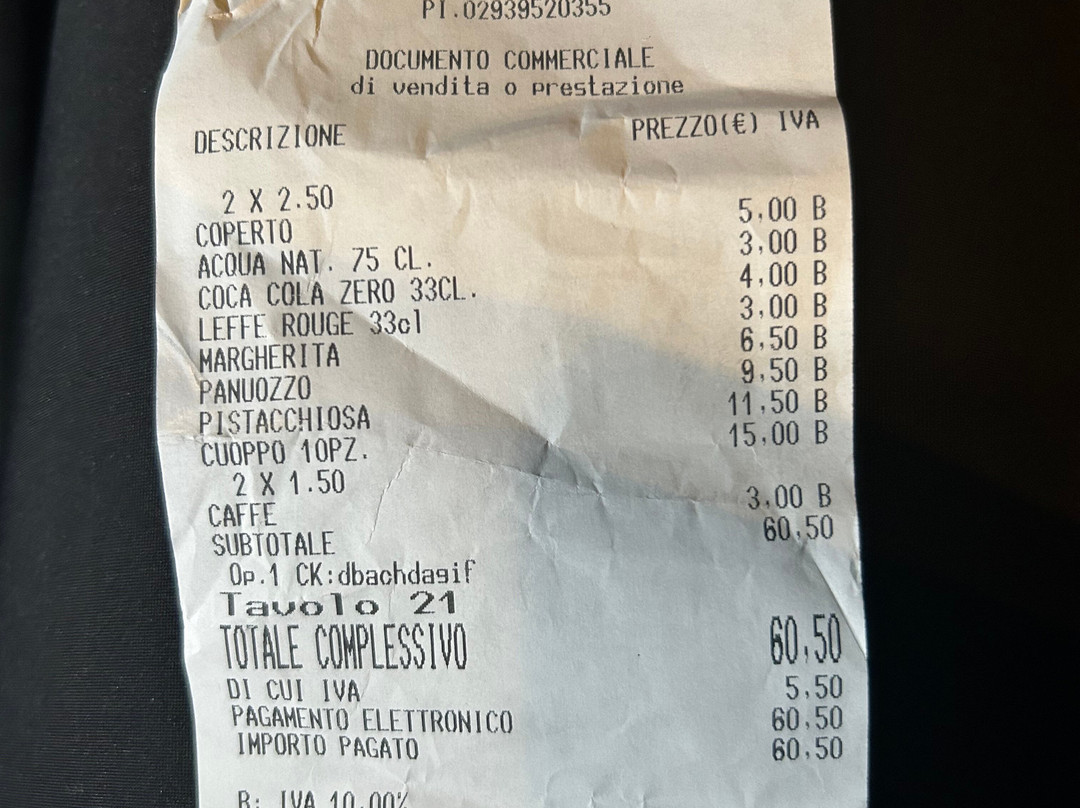 PI.02939520355
DOCUMENTO COMMERCIALE
di vendita o prestazione
DESCRIZIONE PREZZO(€) IVA
2 X 2.50
COPERTO 5,00 B
ACQUA NAT. 75 CL. 3,00 B
COCA COLA ZERO 33CL. 4,00 B
LEFFE ROUGE 33cl 3,00 B
MARGHERITA 6,50 B
PANUOZZO 9,50 B
PISTACCHIOSA 11,50 B
CUOPPO 10PZ. 15,00 B
2 X 1.50
CAFFE 3,00 B
SUBTOTALE 60,50
Op.1 CK:dbachdagif
Tavolo 21
TOTALE COMPLESSIVO 60,50
DI CUI IVA 5,50
PAGAMENTO ELETTRONICO 60,50
IMPORTO PAGATO 60,50
B: IVA 10,00%